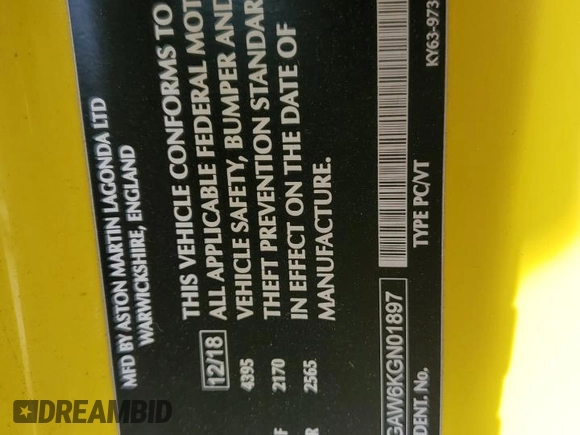 MFD BY ASTON MARTIN LAGONDA LTD
WARWICKSHIRE, ENGLAND
THIS VEHICLE CONFORMS TO
ALL APPLICABLE FEDERAL MOT
VEHICLE SAFETY, BUMPER AND
THEFT PREVENTION STANDAR
IN EFFECT ON THE DATE OF
MANUFACTURE.
12/18
4395
F 2170
R 2565
KY63-973
TYPE PC/VT
GAW6KGN01897
DENT. No.
DREAMBID